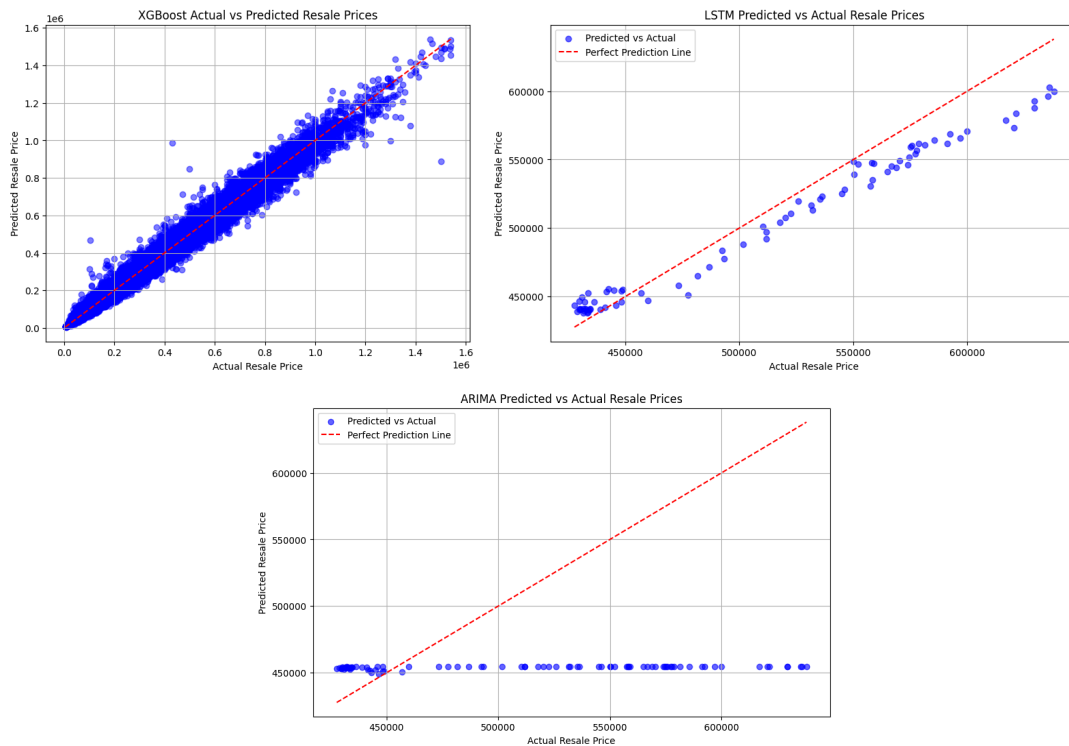 XGBoost Actual vs Predicted Resale Prices
1e6
1.6
1.4
1.2
1.0
0.8
0.6
0.4
0.2
0.0
Predicted Resale Price
0.0 0.2 0.4 0.6 0.8 1.0 1.2 1.4 1.6
Actual Resale Price
1e6
LSTM Predicted vs Actual Resale Prices
Predicted vs Actual
Perfect Prediction Line
600000
550000
500000
450000
Predicted Resale Price
450000 500000 550000 600000
Actual Resale Price
ARIMA Predicted vs Actual Resale Prices
Predicted vs Actual
Perfect Prediction Line
600000
550000
500000
450000
Predicted Resale Price
450000 500000 550000 600000
Actual Resale Price